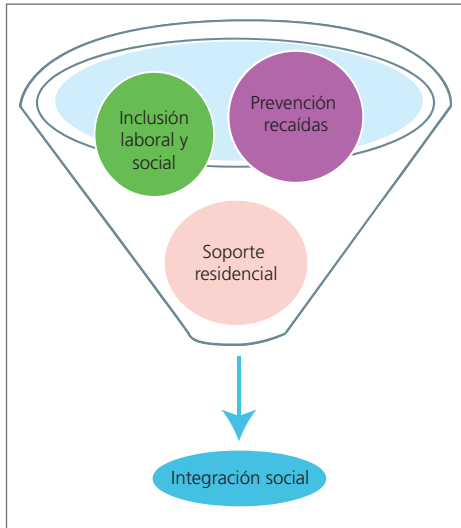 Inclusión
laboral y
social
Prevención
recaídas
Soporte
residencial
Integración social